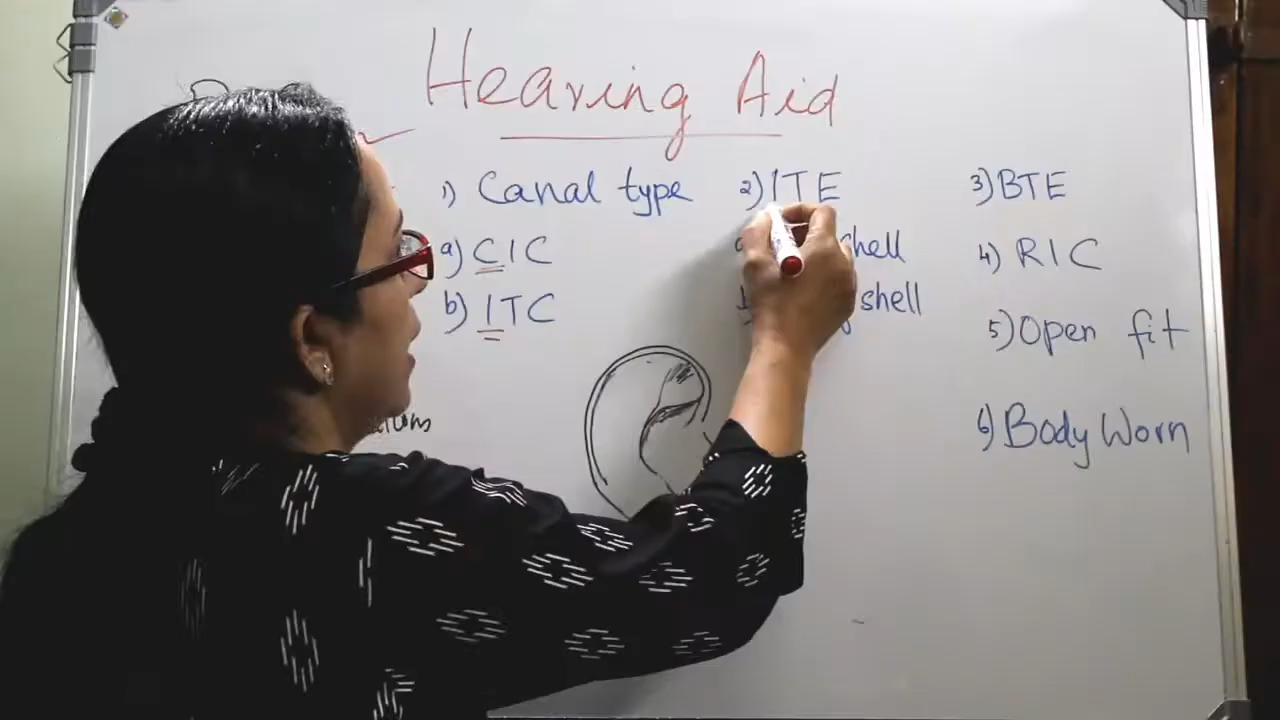 Hearing Aid
1) Canal type
a) CIC
b) ITC
2) ITE
shell
shell
3) BTE
4) RIC
5) Open fit
6) Body Worn